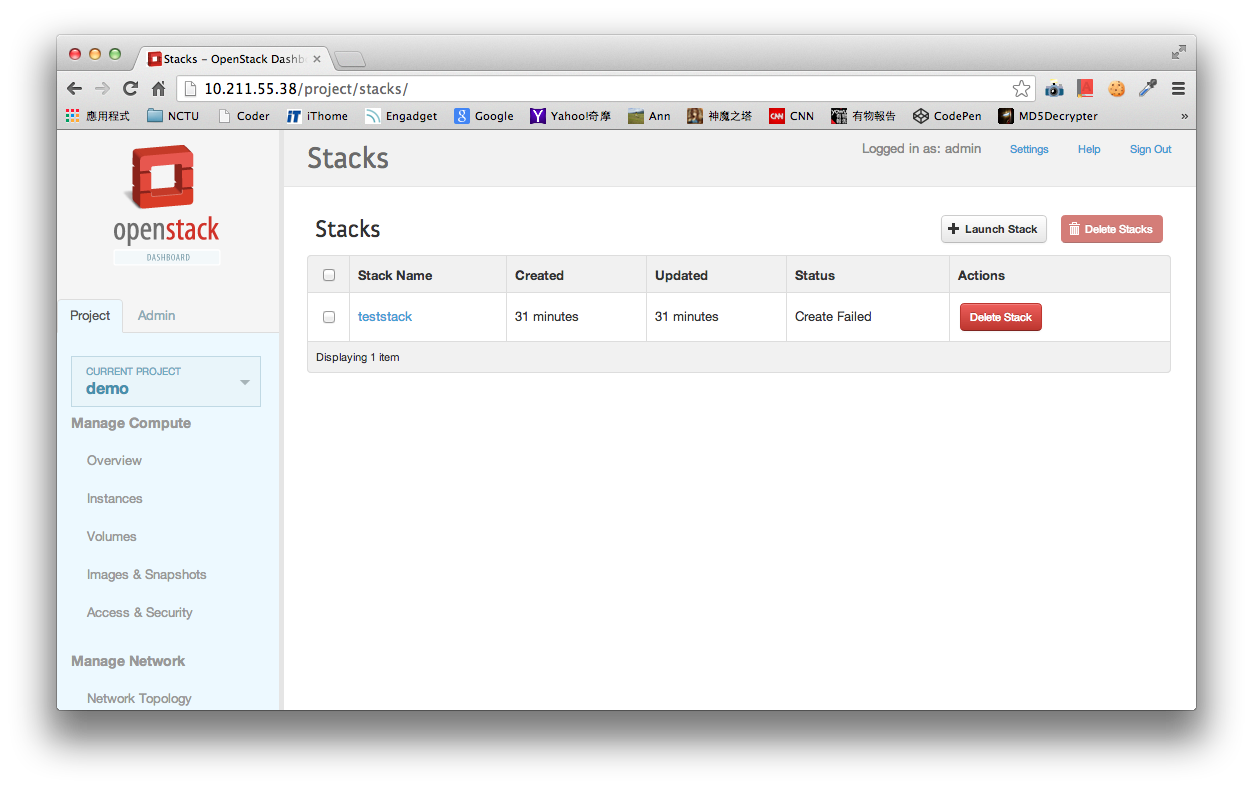 Stacks - OpenStack Dashb
10.211.55.38/project/stacks/
應用程式 NCTU Coder iT iThome Engadget 8 Google Y Yahoo!奇摩 Ann 神魔之塔 CNN CNN 有物報告 CodePen MD5Decrypter »
openstack
DASHBOARD
Stacks
Logged in as: admin Settings Help Sign Out
Project Admin
CURRENT PROJECT
demo
Manage Compute
Overview
Instances
Volumes
Images & Snapshots
Access & Security
Manage Network
Network Topology
Stacks
Launch Stack Delete Stacks
Stack Name Created Updated Status Actions
teststack 31 minutes 31 minutes Create Failed Delete Stack
Displaying 1 item